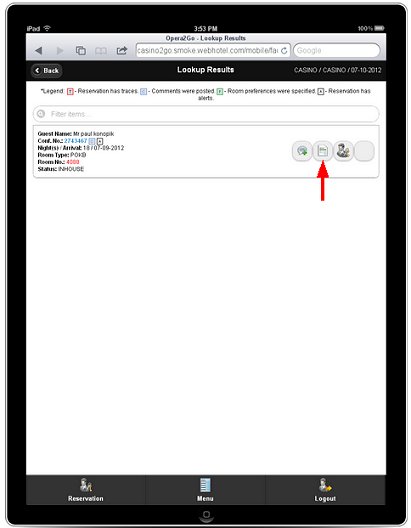 iPad 3:53 PM 100%
Opera2Go - Lookup Results
casino2go.smoke.webhotel.com/mobile/fac Google
Back Lookup Results CASINO / CASINO / 07-10-2012
*Legend: T - Reservation has traces. C - Comments were posted. R - Room preferences were specified. A - Reservation has
alerts.
Filter items...
Guest Name: Mr paul konopik
Conf. No.: 2743467 C A
Night(s) / Arrival: 18 / 07-09-2012
Room Type: POKB
Room No.: 4000
Status: INHOUSE
Reservation Menu Logout